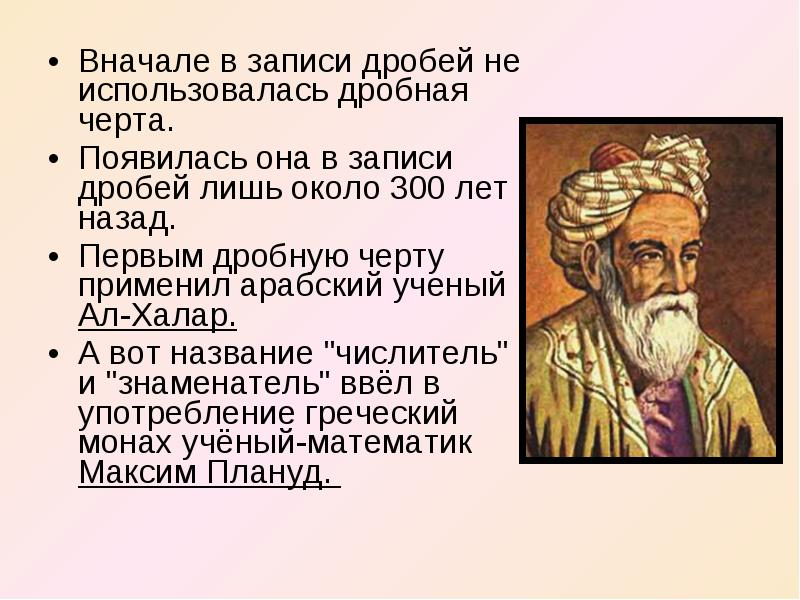 • Вначале в записи дробей не
использовалась дробная
черта.
• Появилась она в записи
дробей лишь около 300 лет
назад.
• Первым дробную черту
применил арабский ученый
Ал-Халар.
• А вот название "числитель"
и "знаменатель" ввёл в
употребление греческий
монах учёный-математик
Максим Плануд.